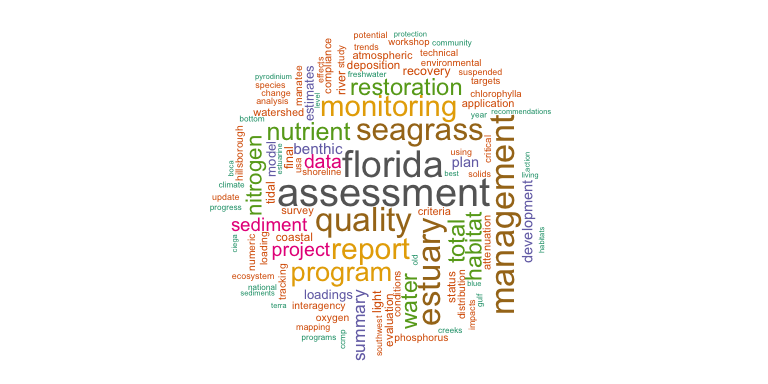 protection
potential
workshop
community
trends
atmospheric
technical
study
compliance
effects
manatee
deposition
environmental
freshwater
recovery
suspended
pyrodinium
species
river
targets
change
estimates
restoration
chlorophylla
analysis
level
monitoring
application
watershed
year
recommendations
bottom
nutrient
seagrass
critical
hillsborough
nitrogen
model
estuarine
final
benthic
using
management
boca
usa
data
florida
plan
action
shoreline
best
solids
living
climate
tidal
assessment
update
progress
survey
quality
criteria
development
sediment
total
habitat
attenuation
ciega
numeric
loading
coastal
project
report
estuary
habitats
old
program
ecosystem
tracking
water
status
distribution
blue
national
sediments
loadings
summary
light
conditions
gulf
impacts
terra
interagency
oxygen
evaluation
mapping
creeks
programs
ccmp
southwest
phosphorus